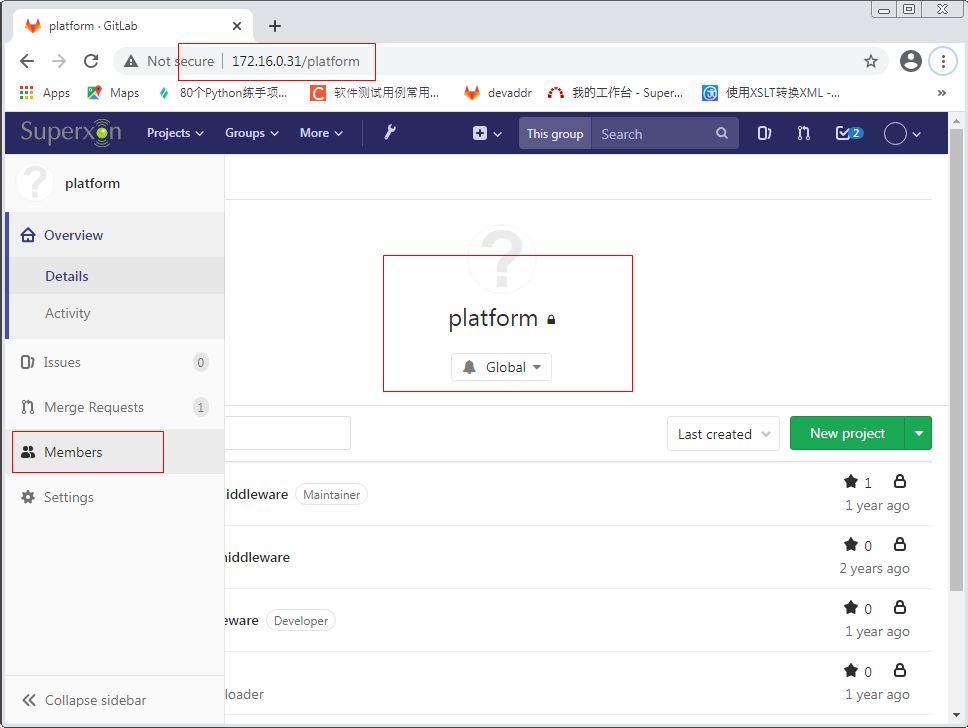 platform · GitLab
Not secure 172.16.0.31/platform
Apps Maps 80个Python练手项... 软件测试用例常用... devaddr 我的工作台 - Super... 使用XSLT转换XML -... »
Superxon Projects Groups More This group Search 2
? platform
Overview
Details
Activity
Issues 0
Merge Requests 1
Members
Settings
Collapse sidebar
?
platform
Global
Last created New project
iddleware Maintainer 1
1 year ago
iddleware 0
2 years ago
ware Developer 0
1 year ago
0
loader 1 year ago